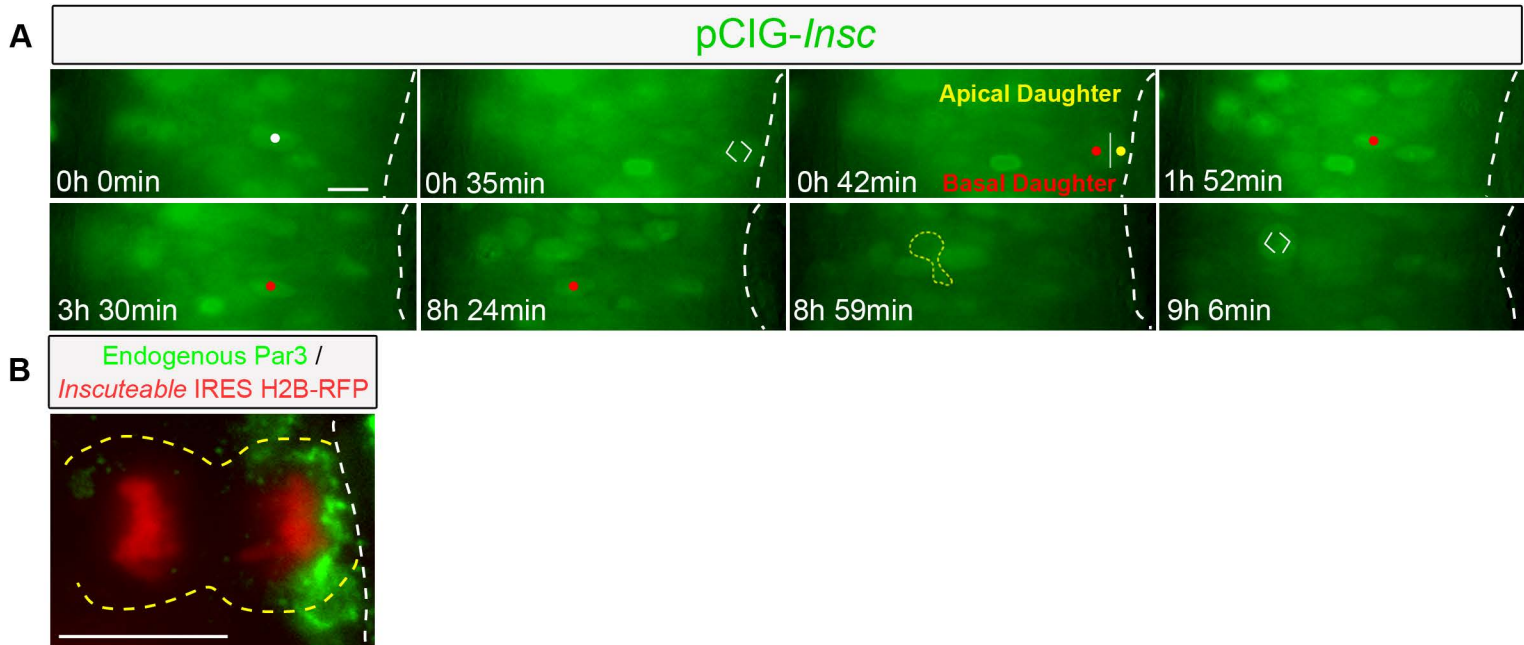 A
pCIG-Insc
0h 0min
0h 35min
Apical Daughter
0h 42min
Basal Daughter
1h 52min
3h 30min
8h 24min
8h 59min
9h 6min
B
Endogenous Par3 /
Inscuteable IRES H2B-RFP